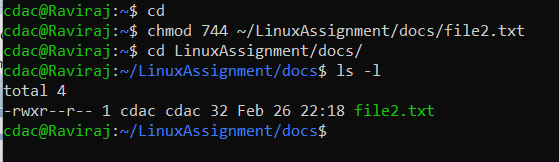 cdac@Raviraj:~$ cd
cdac@Raviraj:~$ chmod 744 ~/LinuxAssignment/docs/file2.txt
cdac@Raviraj:~$ cd LinuxAssignment/docs/
cdac@Raviraj:~/LinuxAssignment/docs$ ls -l
total 4
-rwxr--r-- 1 cdac cdac 32 Feb 26 22:18 file2.txt
cdac@Raviraj:~/LinuxAssignment/docs$